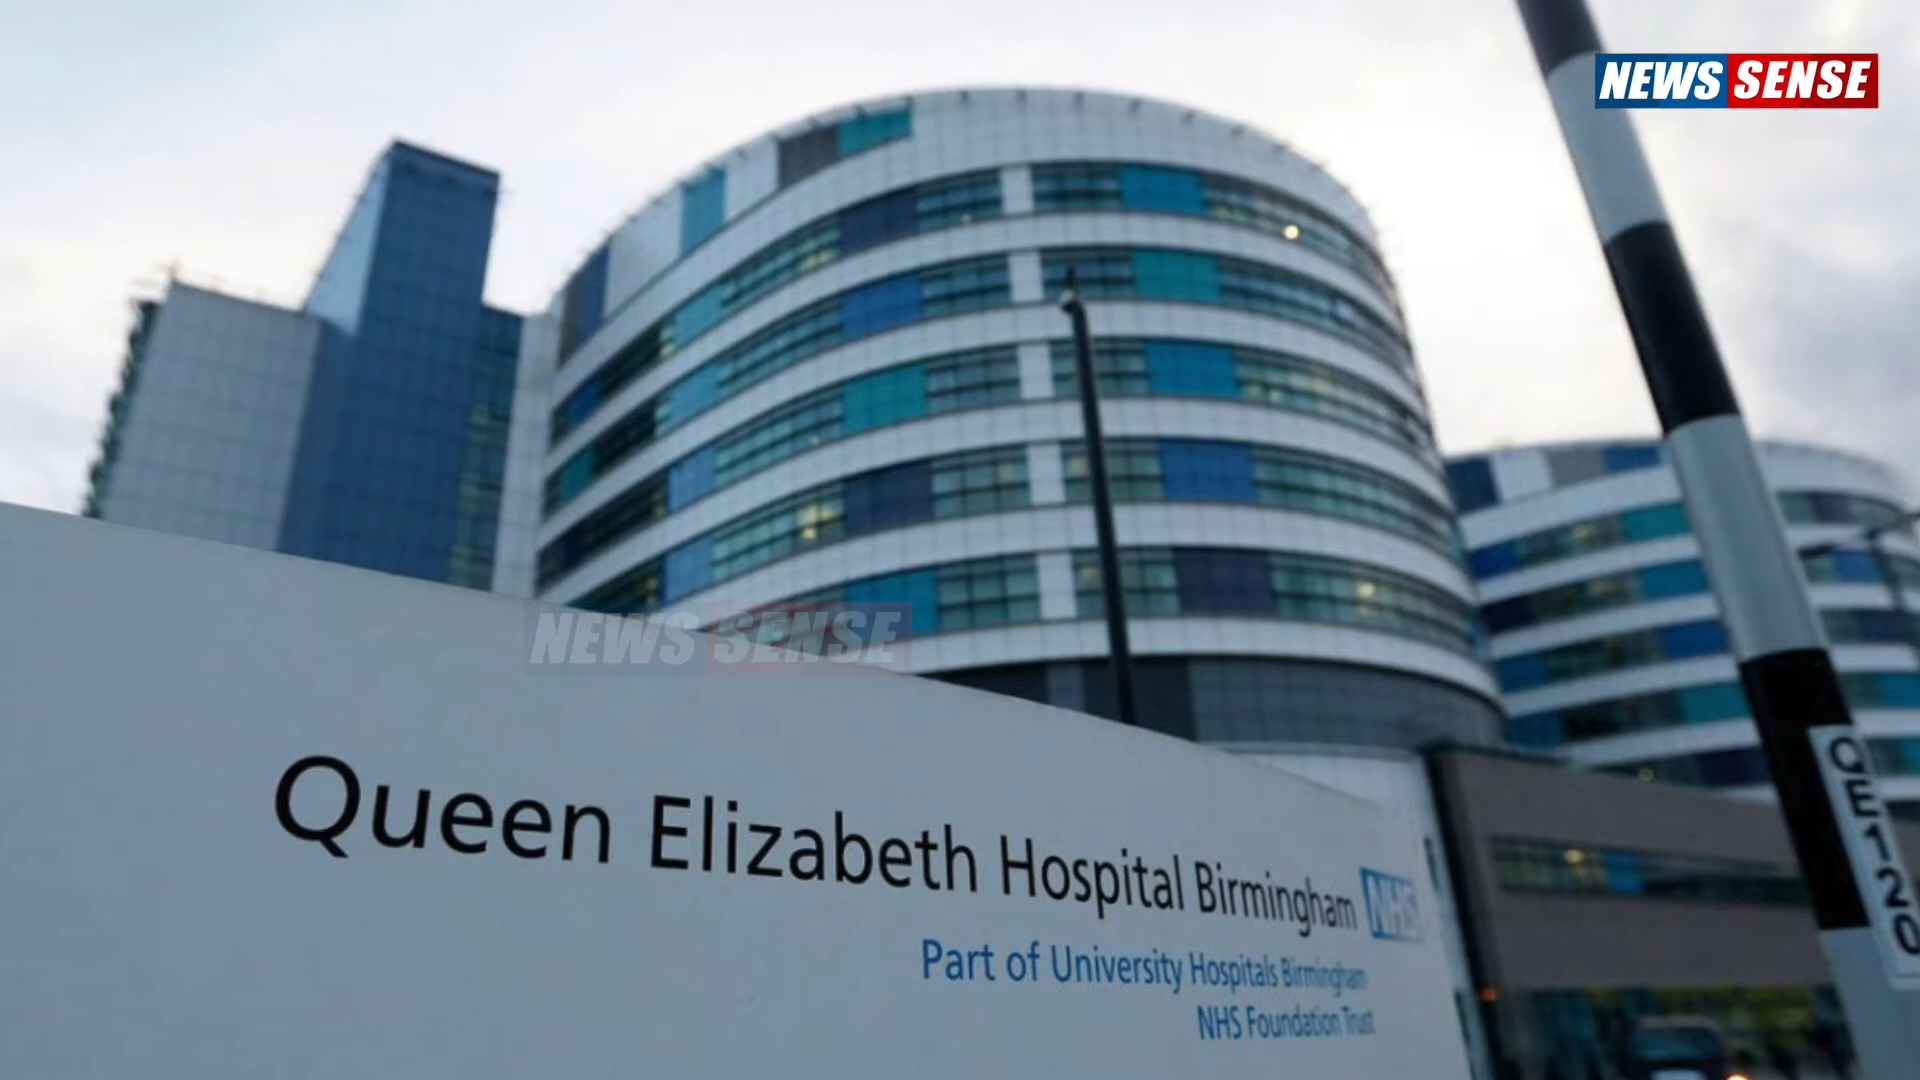 NEWS SENSE
NEWS SENSE
Queen Elizabeth Hospital Birmingham NHS
Part of University Hospitals Birmingham
NHS Foundation Trust
QE120